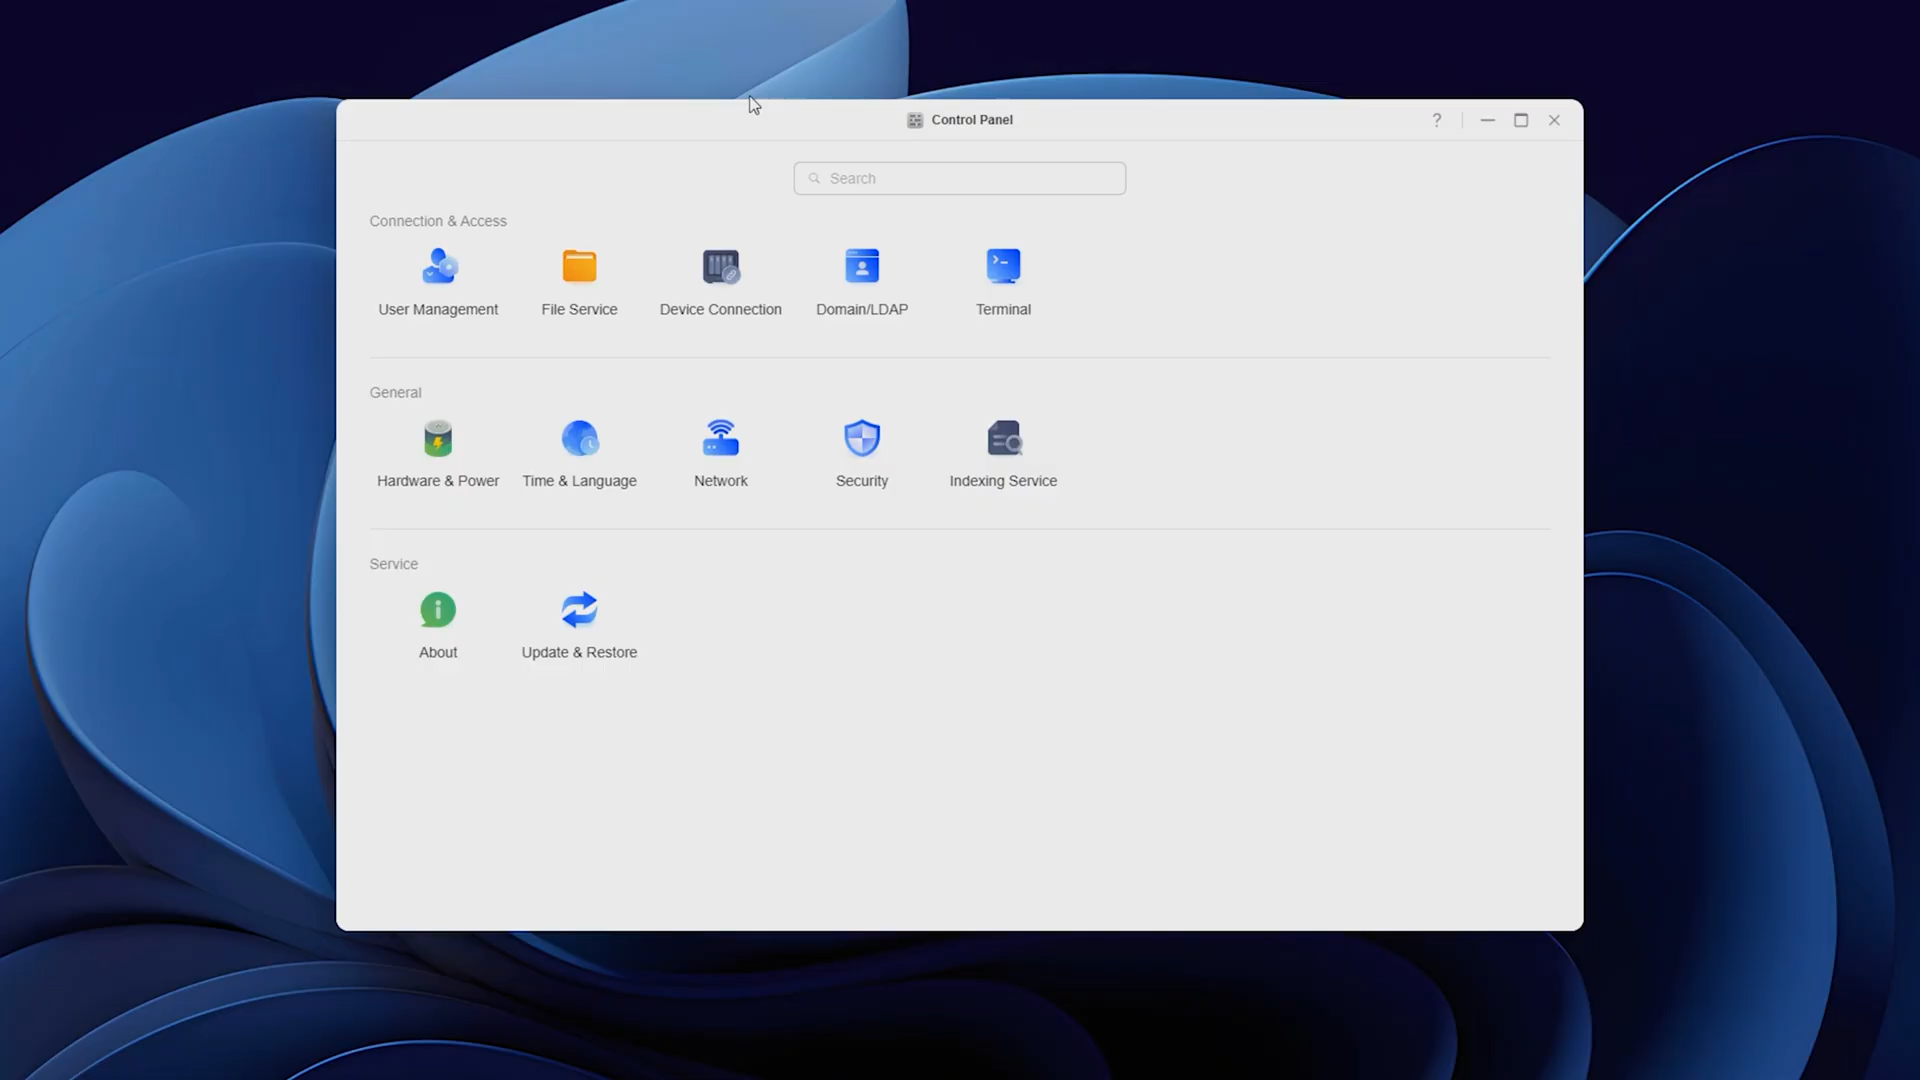 Control Panel
?
Search
Connection & Access
User Management
File Service
Device Connection
Domain/LDAP
Terminal
General
Hardware & Power
Time & Language
Network
Security
Indexing Service
Service
About
Update & Restore